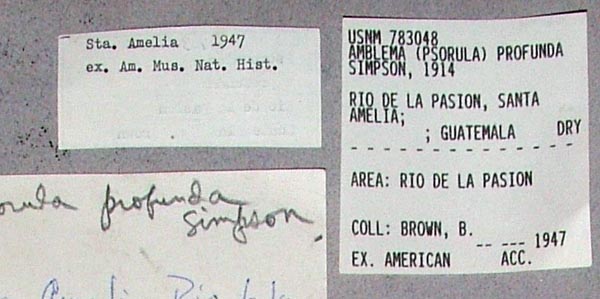 Sta. Amelia 1947
ex. Am. Mus. Nat. Hist.
USNM 783048
AMBLEMA (PSORULA) PROFUNDA
SIMPSON, 1914
RIO DE LA PASION, SANTA
AMELIA;
; GUATEMALA DRY
AREA: RIO DE LA PASION
COLL: BROWN, B.
-- --- 1947
EX. AMERICAN ACC.
orula profunda
Simpson,